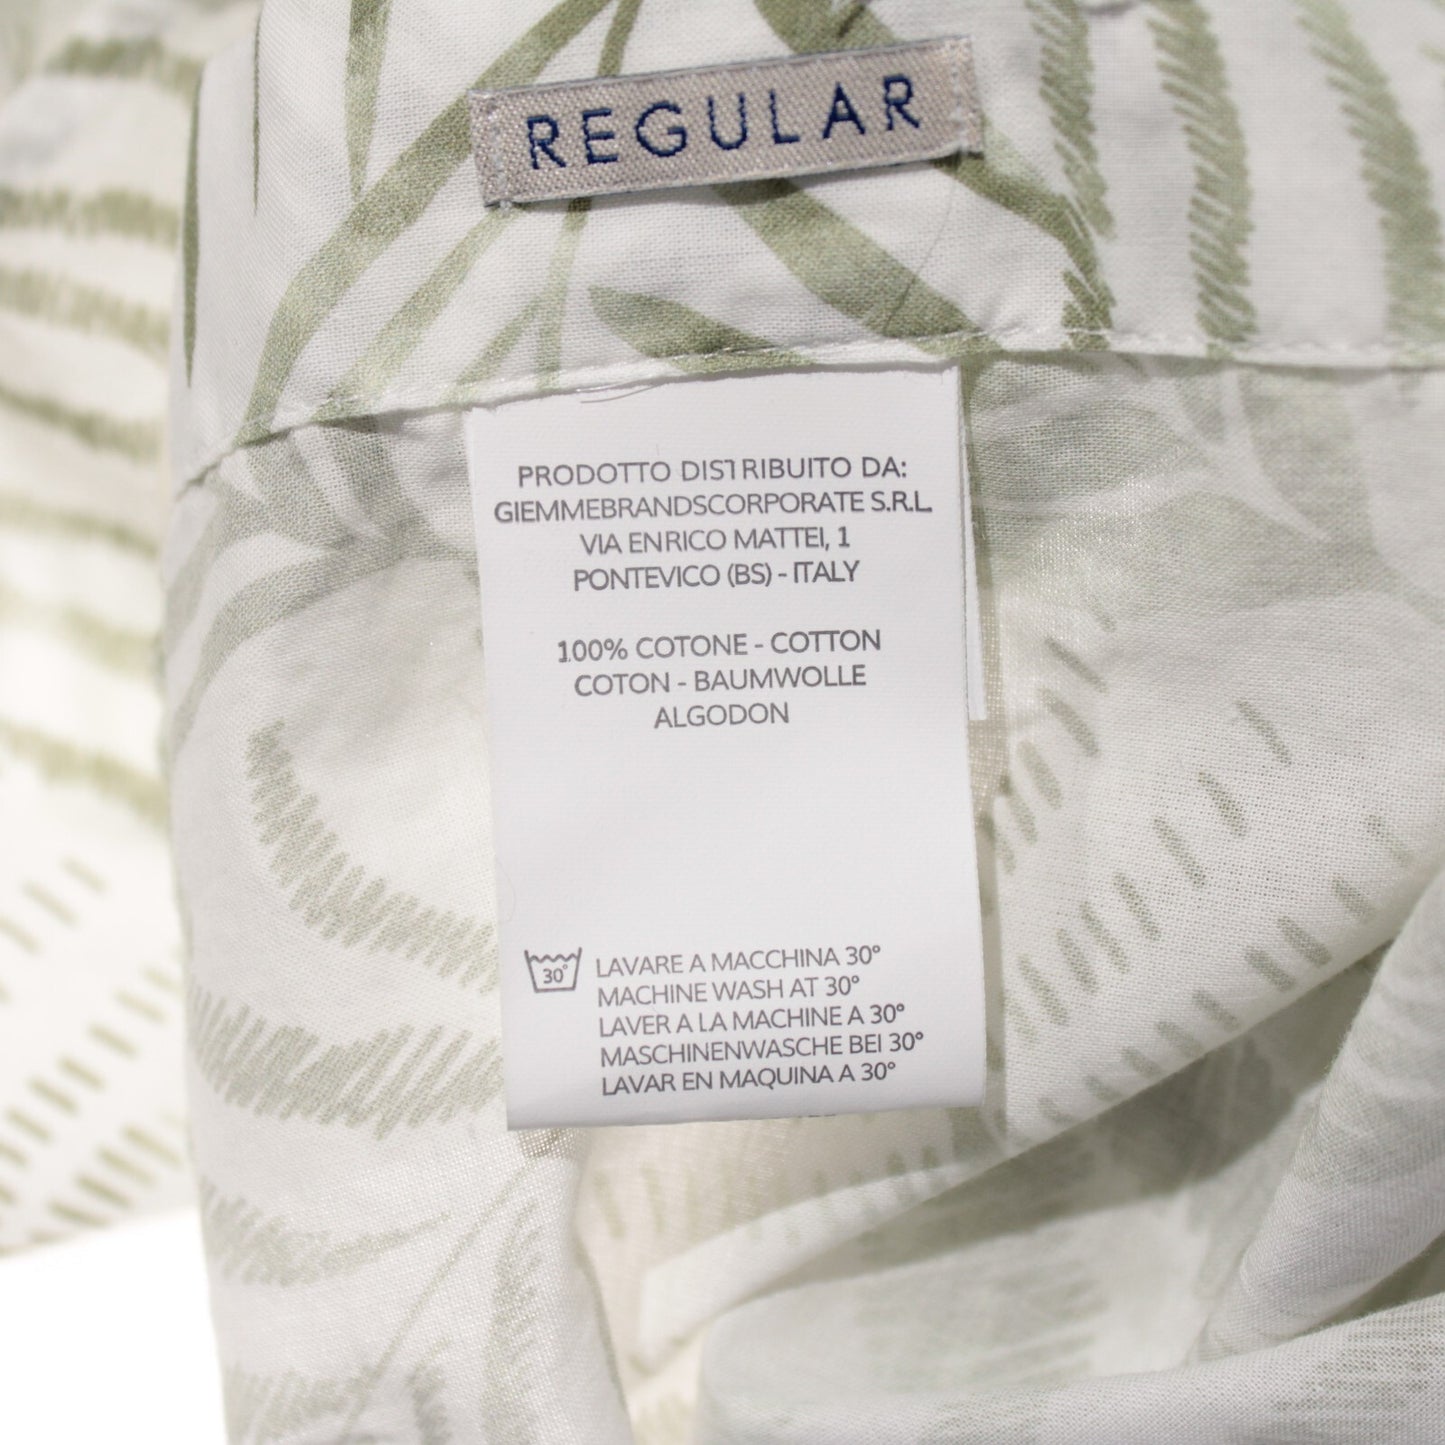 REGULAR
PRODOTTO DISTRIBUITO DA:
GIEMMEBRANDSCORPORATE S.R.L.
VIA ENRICO MATTEI, 1
PONTEVICO (BS) - ITALY
100% COTONE - COTTON
COTON - BAUMWOLLE
ALGODON
30°
LAVARE A MACCHINA 30°
MACHINE WASH AT 30°
LAVER A LA MACHINE A 30°
MASCHINENWASCHE BEI 30°
LAVAR EN MAQUINA A 30°